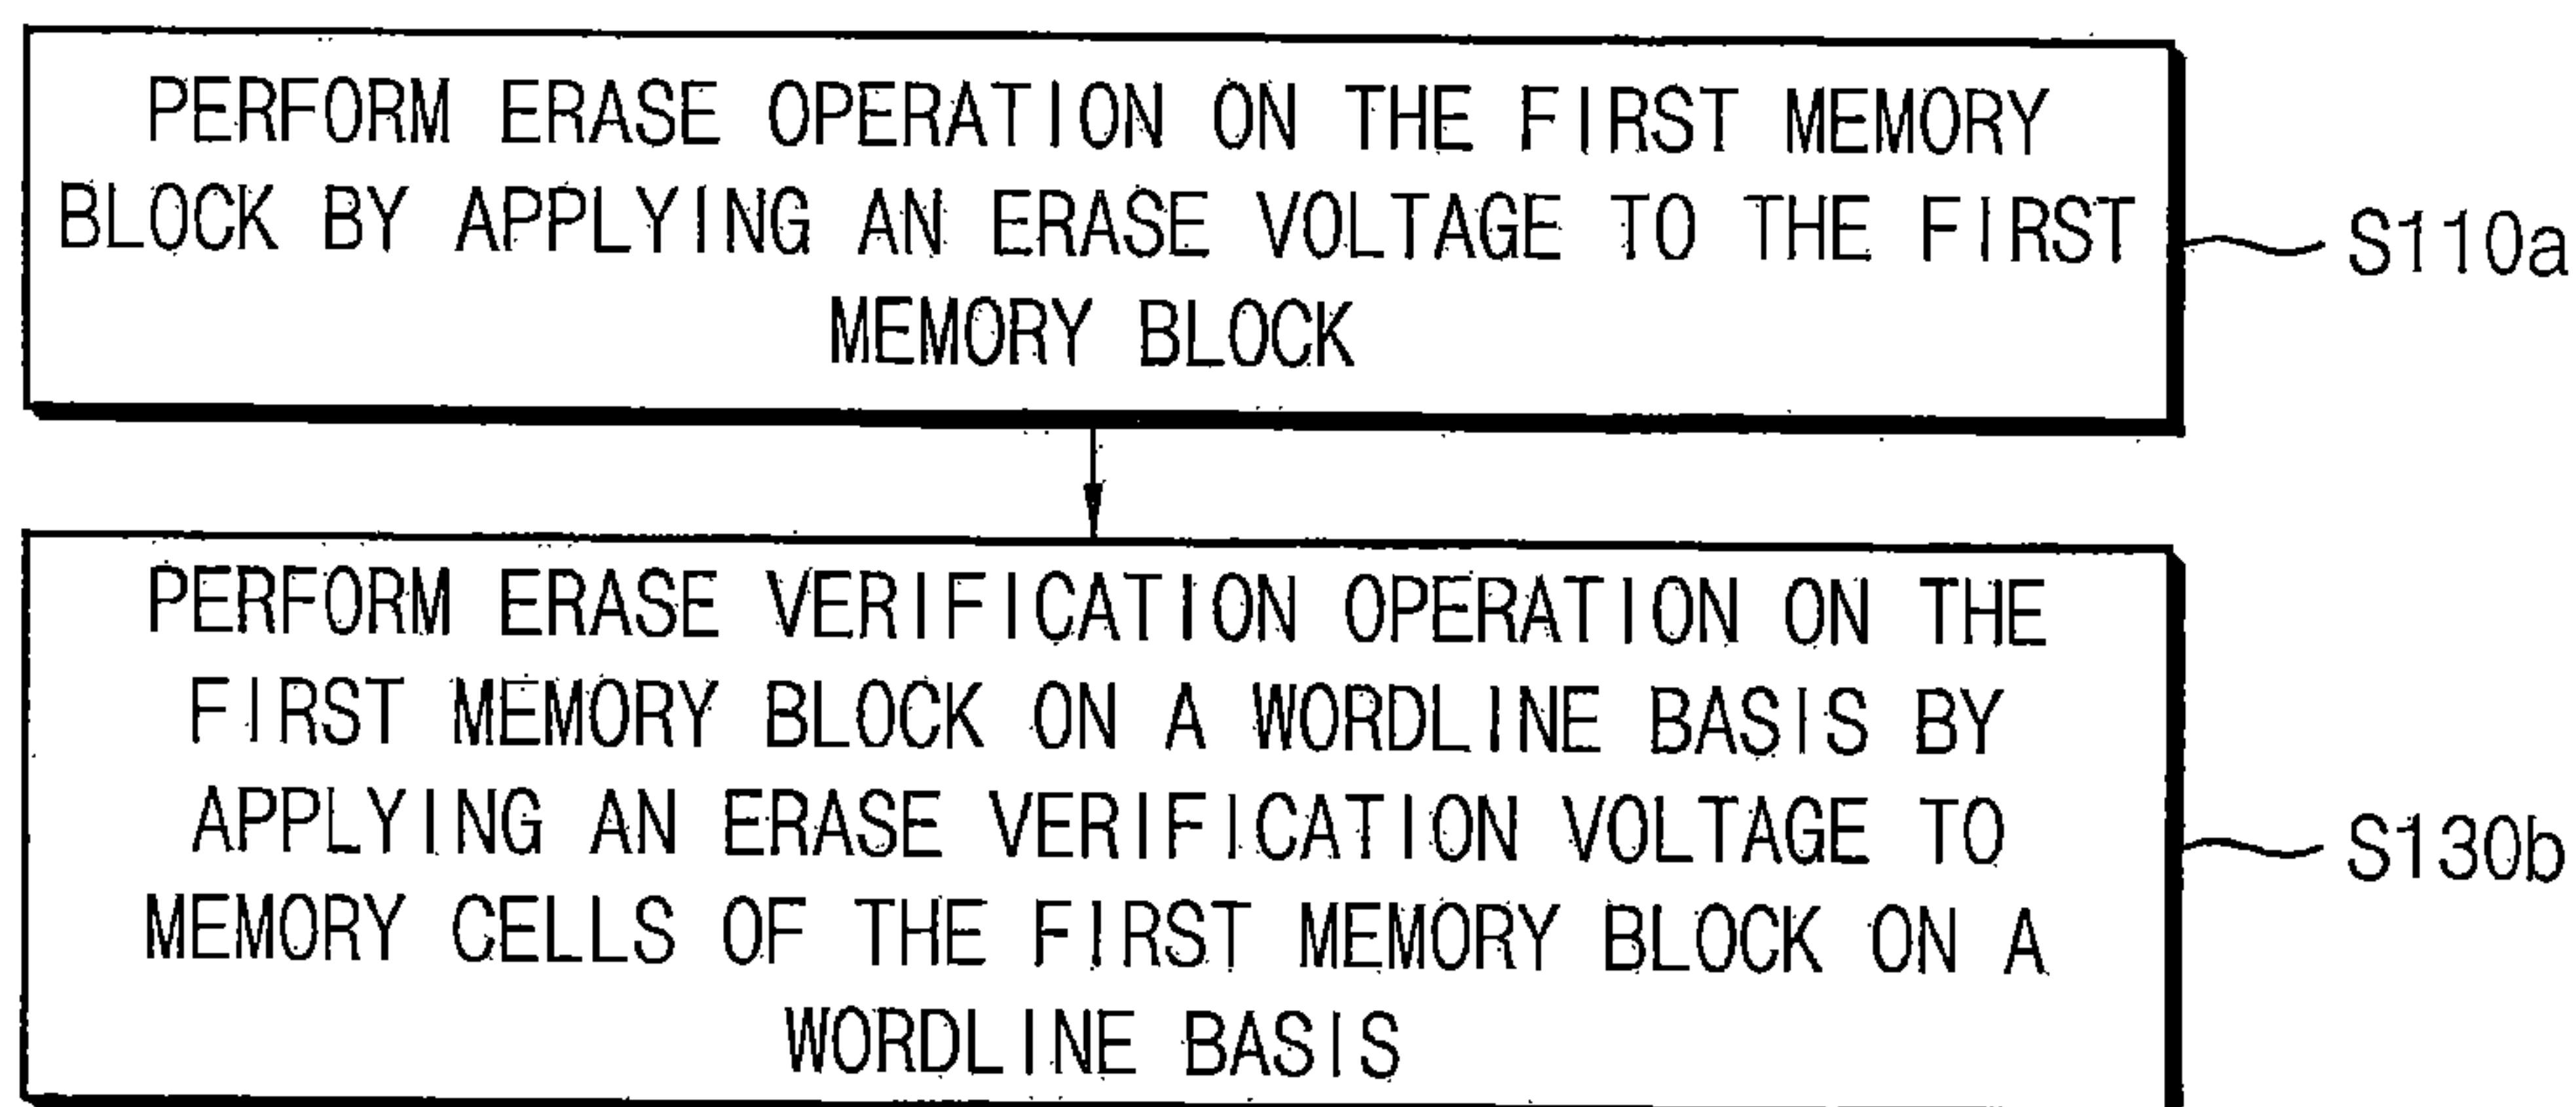 PERFORM ERASE OPERATION ON THE FIRST MEMORY
BLOCK BY APPLYING AN ERASE VOLTAGE TO THE FIRST
MEMORY BLOCK
S110a
PERFORM ERASE VERIFICATION OPERATION ON THE
FIRST MEMORY BLOCK ON A WORDLINE BASIS BY
APPLYING AN ERASE VERIFICATION VOLTAGE TO
MEMORY CELLS OF THE FIRST MEMORY BLOCK ON A
WORDLINE BASIS
S130b